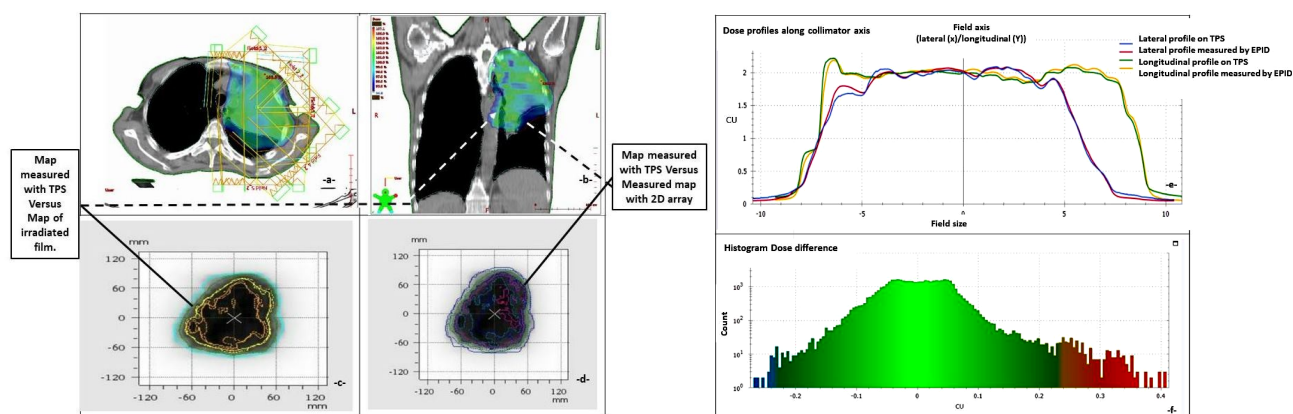 Map
measured
with TPS
Versus
Map of
irradiated
film.
-a-
L
R
L
-b-
Map measured
with TPS Versus
Measured map
with 2D array
mm
120
60
0
-60
-120
-120
-60
0
60
120
mm
-c-
mm
120
60
0
-60
-120
-120
-60
0
60
120
mm
-d-
Dose profiles along collimator axis
Field axis
(lateral (x)/longitudinal (Y))
Lateral profile on TPS
Lateral profile measured by EPID
Longitudinal profile on TPS
Longitudinal profile measured by EPID
2
1.5
CU
1
0.5
0
-10
-5
0
5
10
Field size
-e-
Histogram Dose difference
Count
10³
10²
10¹
10⁰
-0.2
-0.1
0
0.1
0.2
0.3
0.4
CU
-f-